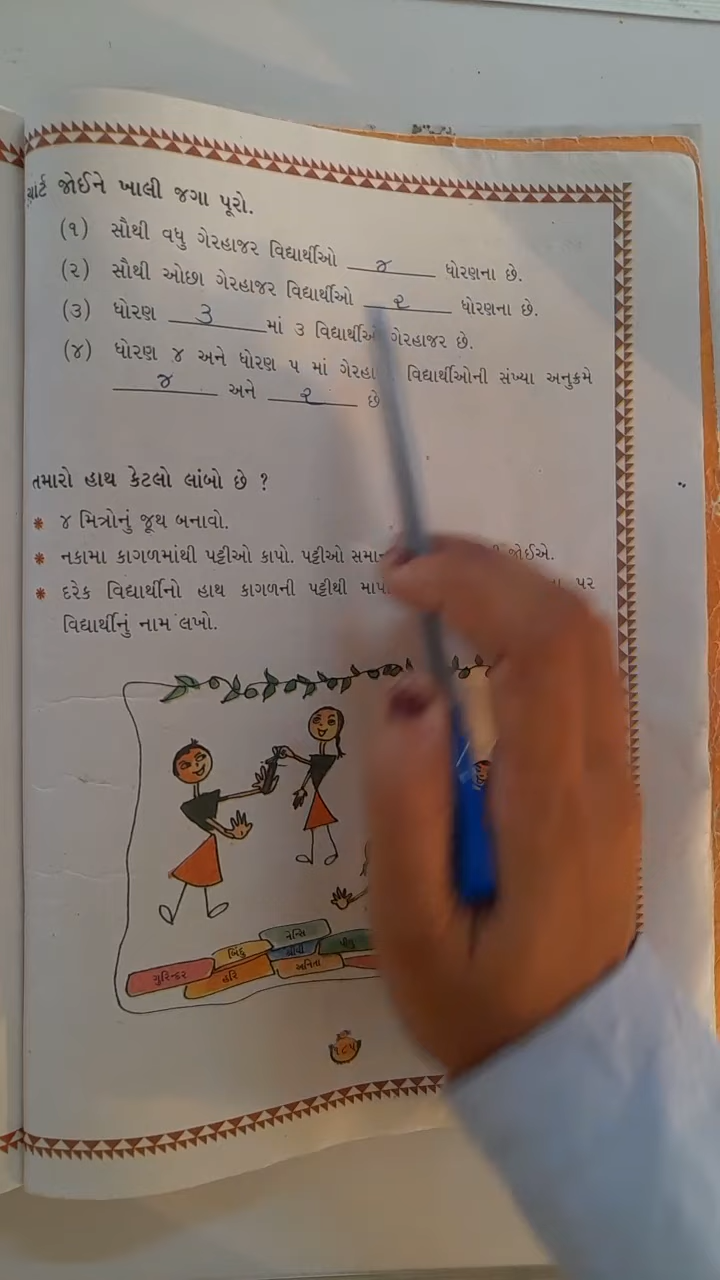 ચાર્ટ જોઈને ખાલી જગા પૂરો.
(૧) સૌથી વધુ ગેરહાજર વિદ્યાર્થીઓ ૪ ધોરણના છે.
(૨) સૌથી ઓછા ગેરહાજર વિદ્યાર્થીઓ ૨ ધોરણના છે.
(૩) ધોરણ ૩ માં ૩ વિદ્યાર્થીઓ ગેરહાજર છે.
(૪) ધોરણ ૪ અને ધોરણ ૫ માં ગેરહા વિદ્યાર્થીઓની સંખ્યા અનુક્રમે
૪ અને ૨ છે
તમારો હાથ કેટલો લાંબો છે ?
* ૪ મિત્રોનું જૂથ બનાવો.
* નકામા કાગળમાંથી પટ્ટીઓ કાપો. પટ્ટીઓ સમાન જોઈએ.
* દરેક વિદ્યાર્થીનો હાથ કાગળની પટ્ટીથી માપો પર
વિદ્યાર્થીનું નામ લખો.
નેન્સિ
બિંદુ
પીલુ
ગુરિન્દર
હરિ
અનિતા